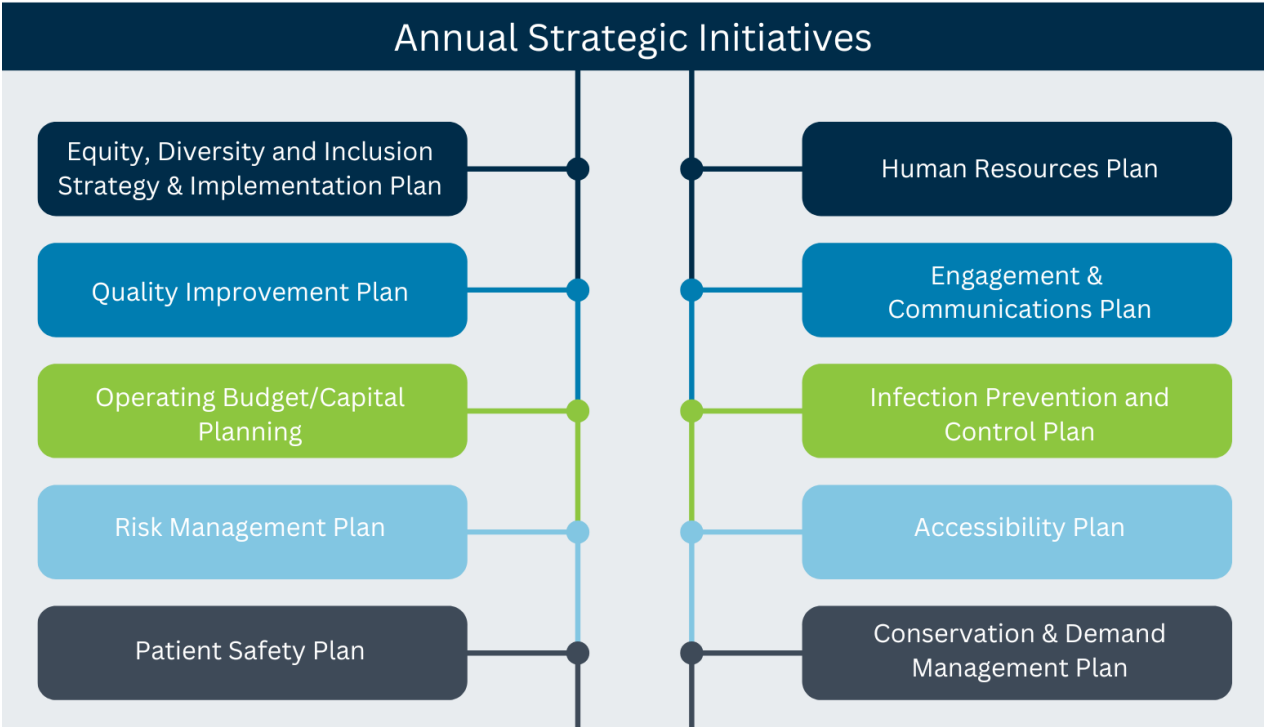 Annual Strategic Initiatives
Equity, Diversity and Inclusion
Strategy & Implementation Plan
Human Resources Plan
Quality Improvement Plan
Engagement &
Communications Plan
Operating Budget/Capital
Planning
Infection Prevention and
Control Plan
Risk Management Plan
Accessibility Plan
Patient Safety Plan
Conservation & Demand
Management Plan